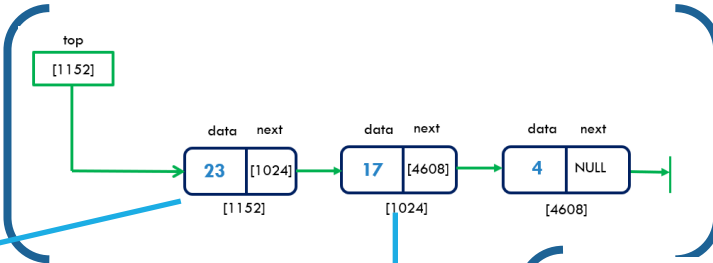 top
[1152]
data next data next data next
23 [1024] 17 [4608] 4 NULL
[1152] [1024] [4608]